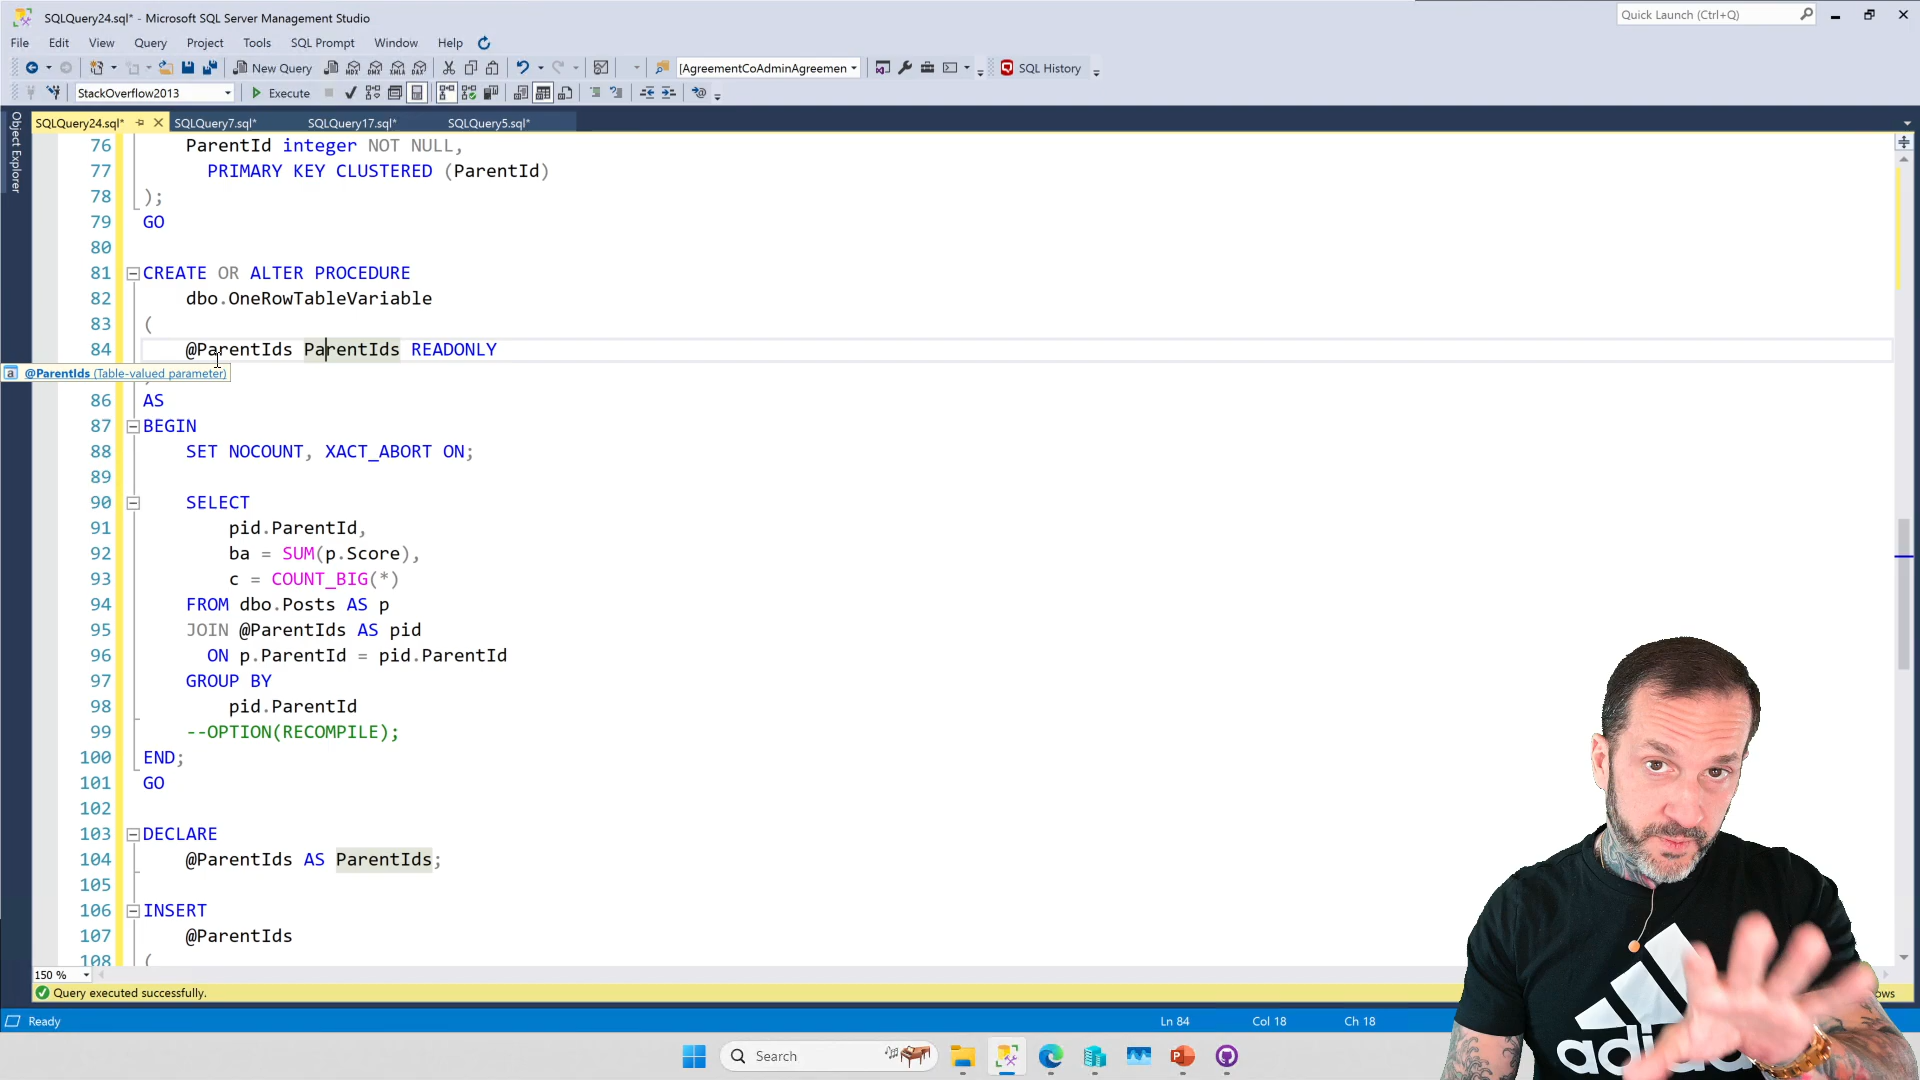 SQLQuery24.sql* - Microsoft SQL Server Management Studio
Quick Launch (Ctrl+Q)
File Edit View Query Project Tools SQL Prompt Window Help
New Query MDX DMX XMLA DAX [AgreementCoAdminAgreemen SQL History
StackOverflow2013 Execute
SQLQuery24.sql* SQLQuery7.sql* SQLQuery17.sql* SQLQuery5.sql*
Object Explorer
76 ParentId integer NOT NULL,
77 PRIMARY KEY CLUSTERED (ParentId)
78 );
79 GO
80
81 CREATE OR ALTER PROCEDURE
82 dbo.OneRowTableVariable
83 (
84 @ParentIds ParentIds READONLY
@ParentIds (Table-valued parameter)
86 AS
87 BEGIN
88 SET NOCOUNT, XACT_ABORT ON;
89
90 SELECT
91 pid.ParentId,
92 ba = SUM(p.Score),
93 c = COUNT_BIG(*)
94 FROM dbo.Posts AS p
95 JOIN @ParentIds AS pid
96 ON p.ParentId = pid.ParentId
97 GROUP BY
98 pid.ParentId
99 --OPTION(RECOMPILE);
100 END;
101 GO
102
103 DECLARE
104 @ParentIds AS ParentIds;
105
106 INSERT
107 @ParentIds
108 (
150 %
Query executed successfully.
Ready Ln 84 Col 18 Ch 18
Search